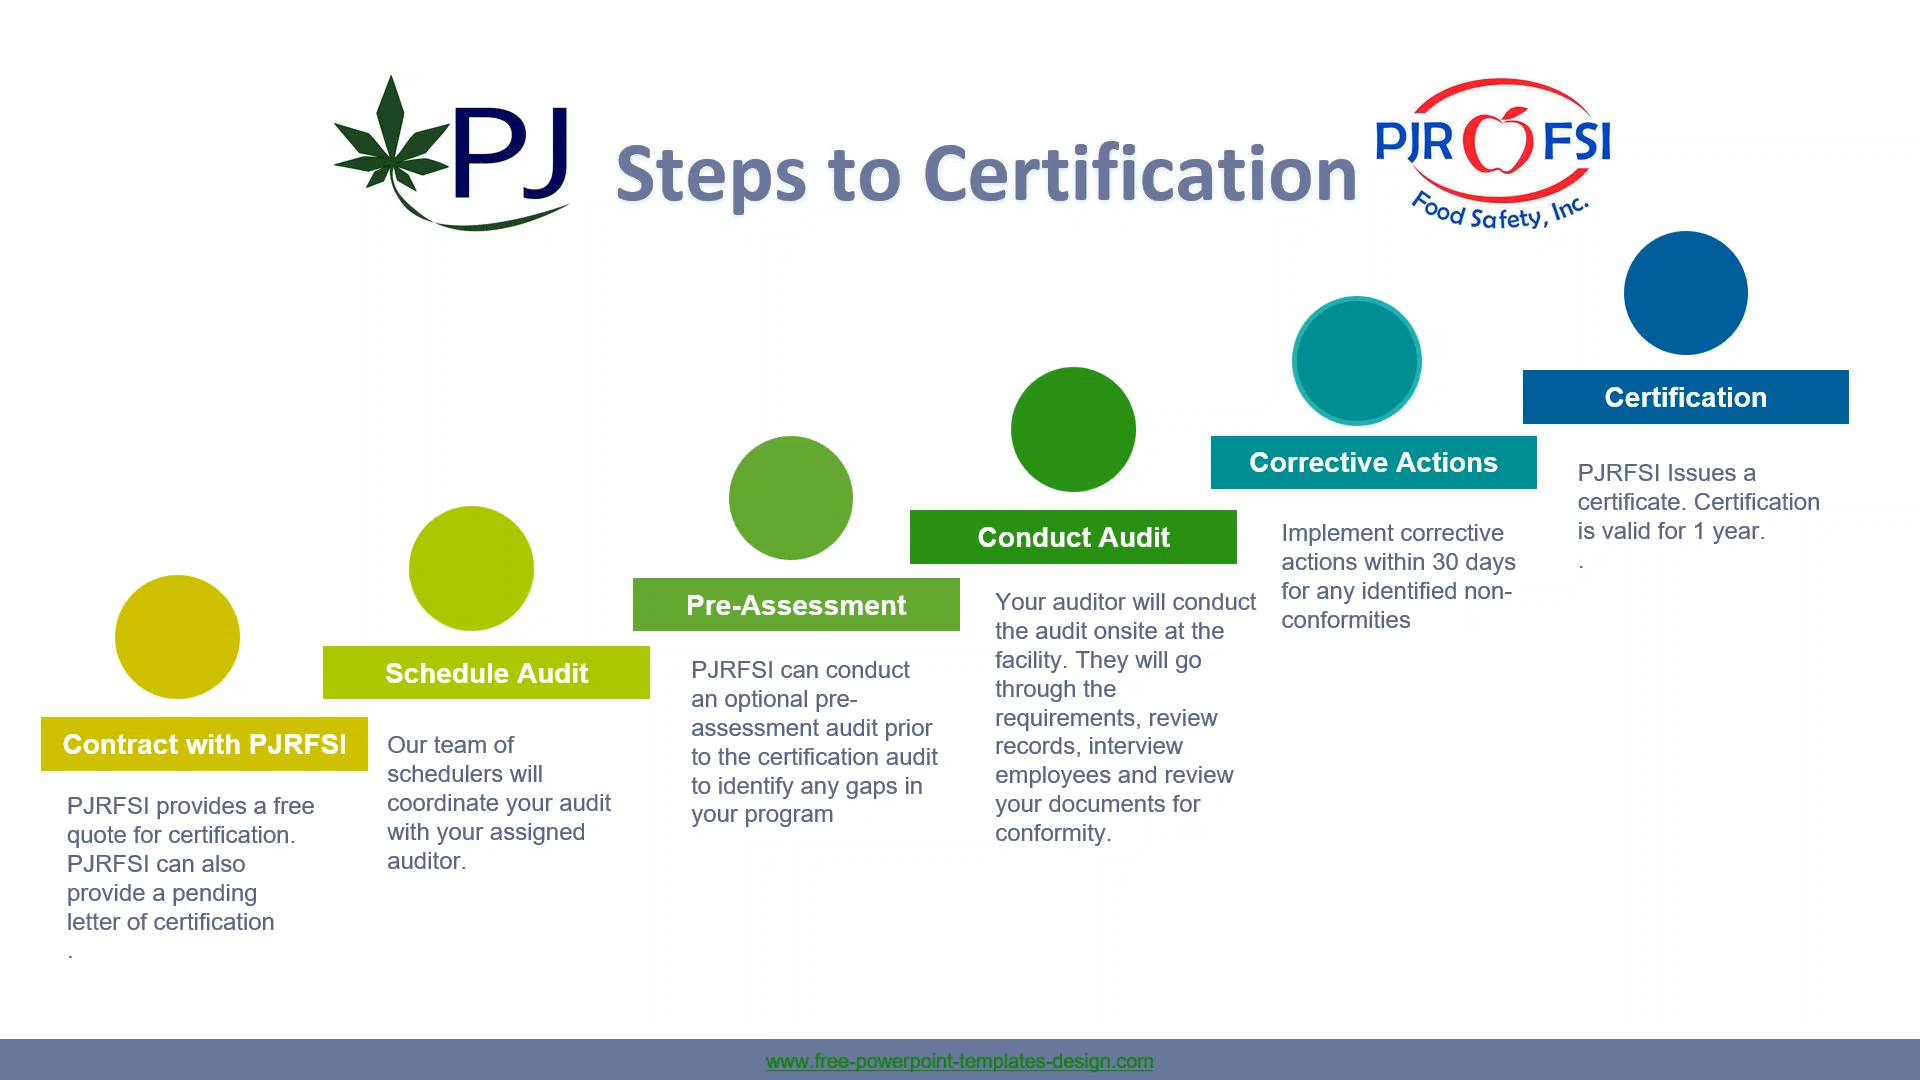 PJ
Steps to Certification
PJR FSI
Food Safety, Inc.
Contract with PJRFSI
PJRFSI provides a free
quote for certification.
PJRFSI can also
provide a pending
letter of certification
.
Schedule Audit
Our team of
schedulers will
coordinate your audit
with your assigned
auditor.
Pre-Assessment
PJRFSI can conduct
an optional pre-
assessment audit prior
to the certification audit
to identify any gaps in
your program
Conduct Audit
Your auditor will conduct
the audit onsite at the
facility. They will go
through the
requirements, review
records, interview
employees and review
your documents for
conformity.
Corrective Actions
Implement corrective
actions within 30 days
for any identified non-
conformities
Certification
PJRFSI Issues a
certificate. Certification
is valid for 1 year.
.
www.free-powerpoint-templates-design.com